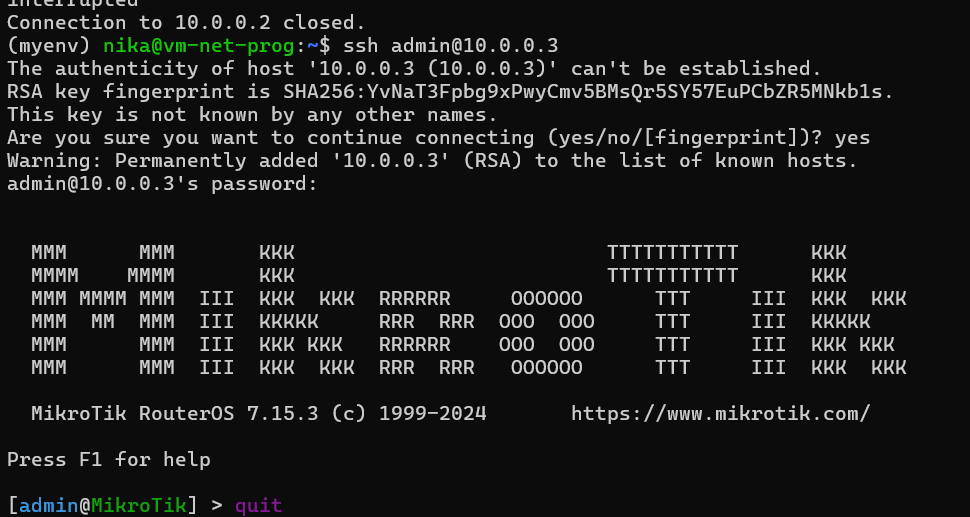 interrupted
Connection to 10.0.0.2 closed.
(myenv) nika@vm-net-prog:~$ ssh admin@10.0.0.3
The authenticity of host '10.0.0.3 (10.0.0.3)' can't be established.
RSA key fingerprint is SHA256:YvNaT3Fpbg9xPwyCmv5BMsQr5SY57EuPCbZR5MNkb1s.
This key is not known by any other names.
Are you sure you want to continue connecting (yes/no/[fingerprint])? yes
Warning: Permanently added '10.0.0.3' (RSA) to the list of known hosts.
admin@10.0.0.3's password:
  MMM      MMM       KKK                          TTTTTTTTTTT      KKK
  MMMM    MMMM       KKK                          TTTTTTTTTTT      KKK
  MMM MMMM MMM  III  KKK  KKK  RRRRRR     OOOOOO      TTT     III  KKK  KKK
  MMM  MM  MMM  III  KKKKK     RRR  RRR  OOO  OOO     TTT     III  KKKKK
  MMM      MMM  III  KKK KKK   RRRRRR    OOO  OOO     TTT     III  KKK KKK
  MMM      MMM  III  KKK  KKK  RRR  RRR   OOOOOO      TTT     III  KKK  KKK
  MikroTik RouterOS 7.15.3 (c) 1999-2024       https://www.mikrotik.com/
Press F1 for help
[admin@MikroTik] > quit